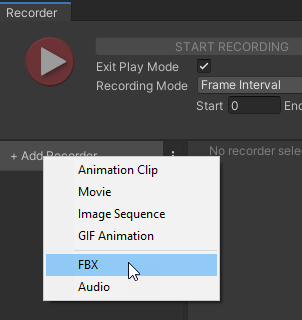 Recorder
START RECORDING
Exit Play Mode
Recording Mode Frame Interval
Start 0 End
+ Add Recorder No recorder sele
Animation Clip
Movie
Image Sequence
GIF Animation
FBX
Audio